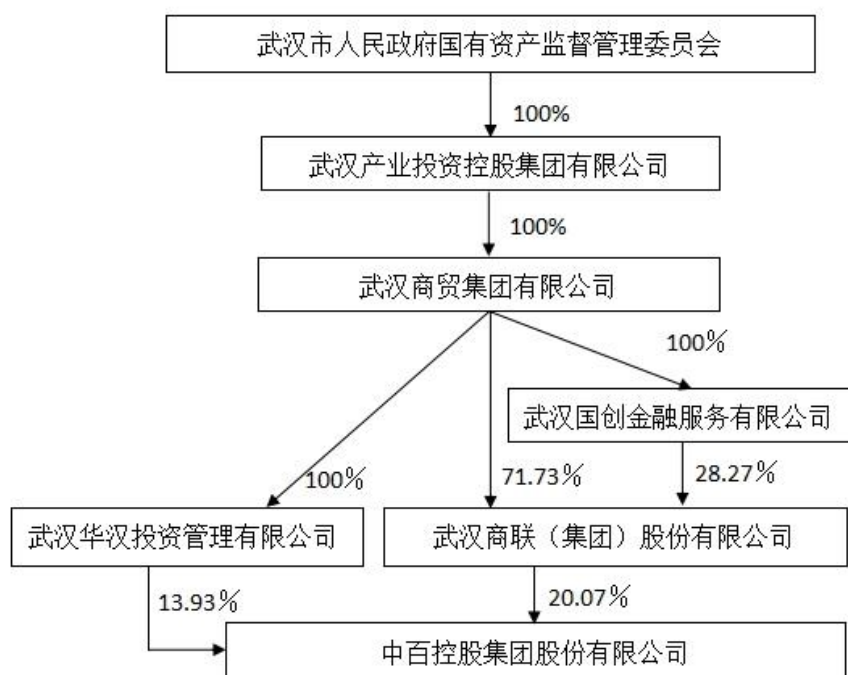 武汉市人民政府国有资产监督管理委员会
100%
武汉产业投资控股集团有限公司
100%
武汉商贸集团有限公司
100%
武汉国创金融服务有限公司
100%
71.73%
28.27%
武汉华汉投资管理有限公司
武汉商联（集团）股份有限公司
13.93%
20.07%
中百控股集团股份有限公司